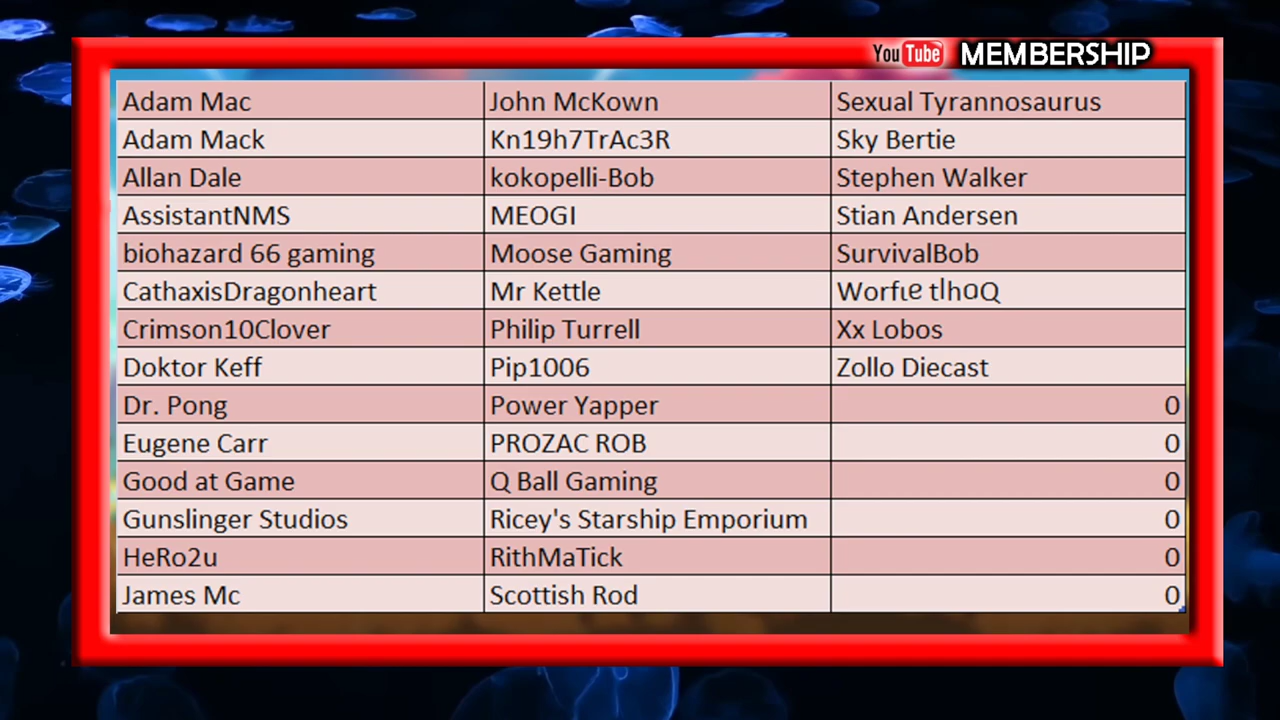 YouTube MEMBERSHIP
Adam Mac John McKown Sexual Tyrannosaurus
Adam Mack Kn19h7TrAc3R Sky Bertie
Allan Dale kokopelli-Bob Stephen Walker
AssistantNMS MEOGI Stian Andersen
biohazard 66 gaming Moose Gaming SurvivalBob
CathaxisDragonheart Mr Kettle Worfɩҽ tlhαQ
Crimson10Clover Philip Turrell Xx Lobos
Doktor Keff Pip1006 Zollo Diecast
Dr. Pong Power Yapper 0
Eugene Carr PROZAC ROB 0
Good at Game Q Ball Gaming 0
Gunslinger Studios Ricey's Starship Emporium 0
HeRo2u RithMaTick 0
James Mc Scottish Rod 0